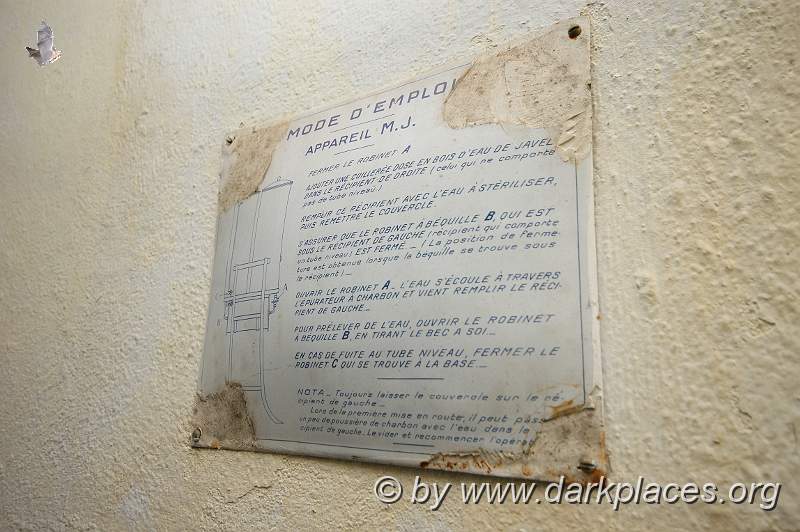 MODE D'EMPLOI
APPAREIL M.J.
FERMER LE ROBINET A
AJOUTER UNE CUILLERÉE DOSE EN BOIS D'EAU DE JAVEL
DANS LE RÉCIPIENT DE DROITE (celui qui ne comporte
pas de tube niveau.)
REMPLIR CE RÉCIPIENT AVEC L'EAU À STÉRILISER,
PUIS REMETTRE LE COUVERCLE.
S'ASSURER QUE LE ROBINET À BÉQUILLE B, QUI EST
SOUS LE RÉCIPIENT DE GAUCHE (récipient qui comporte
un tube niveau) EST FERMÉ. _ (La position de ferme-
ture est obtenue lorsque la béquille se trouve sous
le récipient)_
OUVRIR LE ROBINET A_ L'EAU S'ÉCOULE À TRAVERS
L'ÉPURATEUR À CHARBON ET VIENT REMPLIR LE RÉCI-
PIENT DE GAUCHE_
POUR PRÉLEVER DE L'EAU, OUVRIR LE ROBINET
À BÉQUILLE B, EN TIRANT LE BEC A SOI_
EN CAS DE FUITE AU TUBE NIVEAU, FERMER LE
ROBINET C QUI SE TROUVE À LA BASE._
NOTA_ Toujours laisser le couvercle sur le ré-
cipient de gauche_
Lors de la première mise en route, il peut pass
un peu de poussière de charbon avec l'eau dans le
cipient de gauche. Le vider et recommencer l'opérat
A
C
B
© by www.darkplaces.org